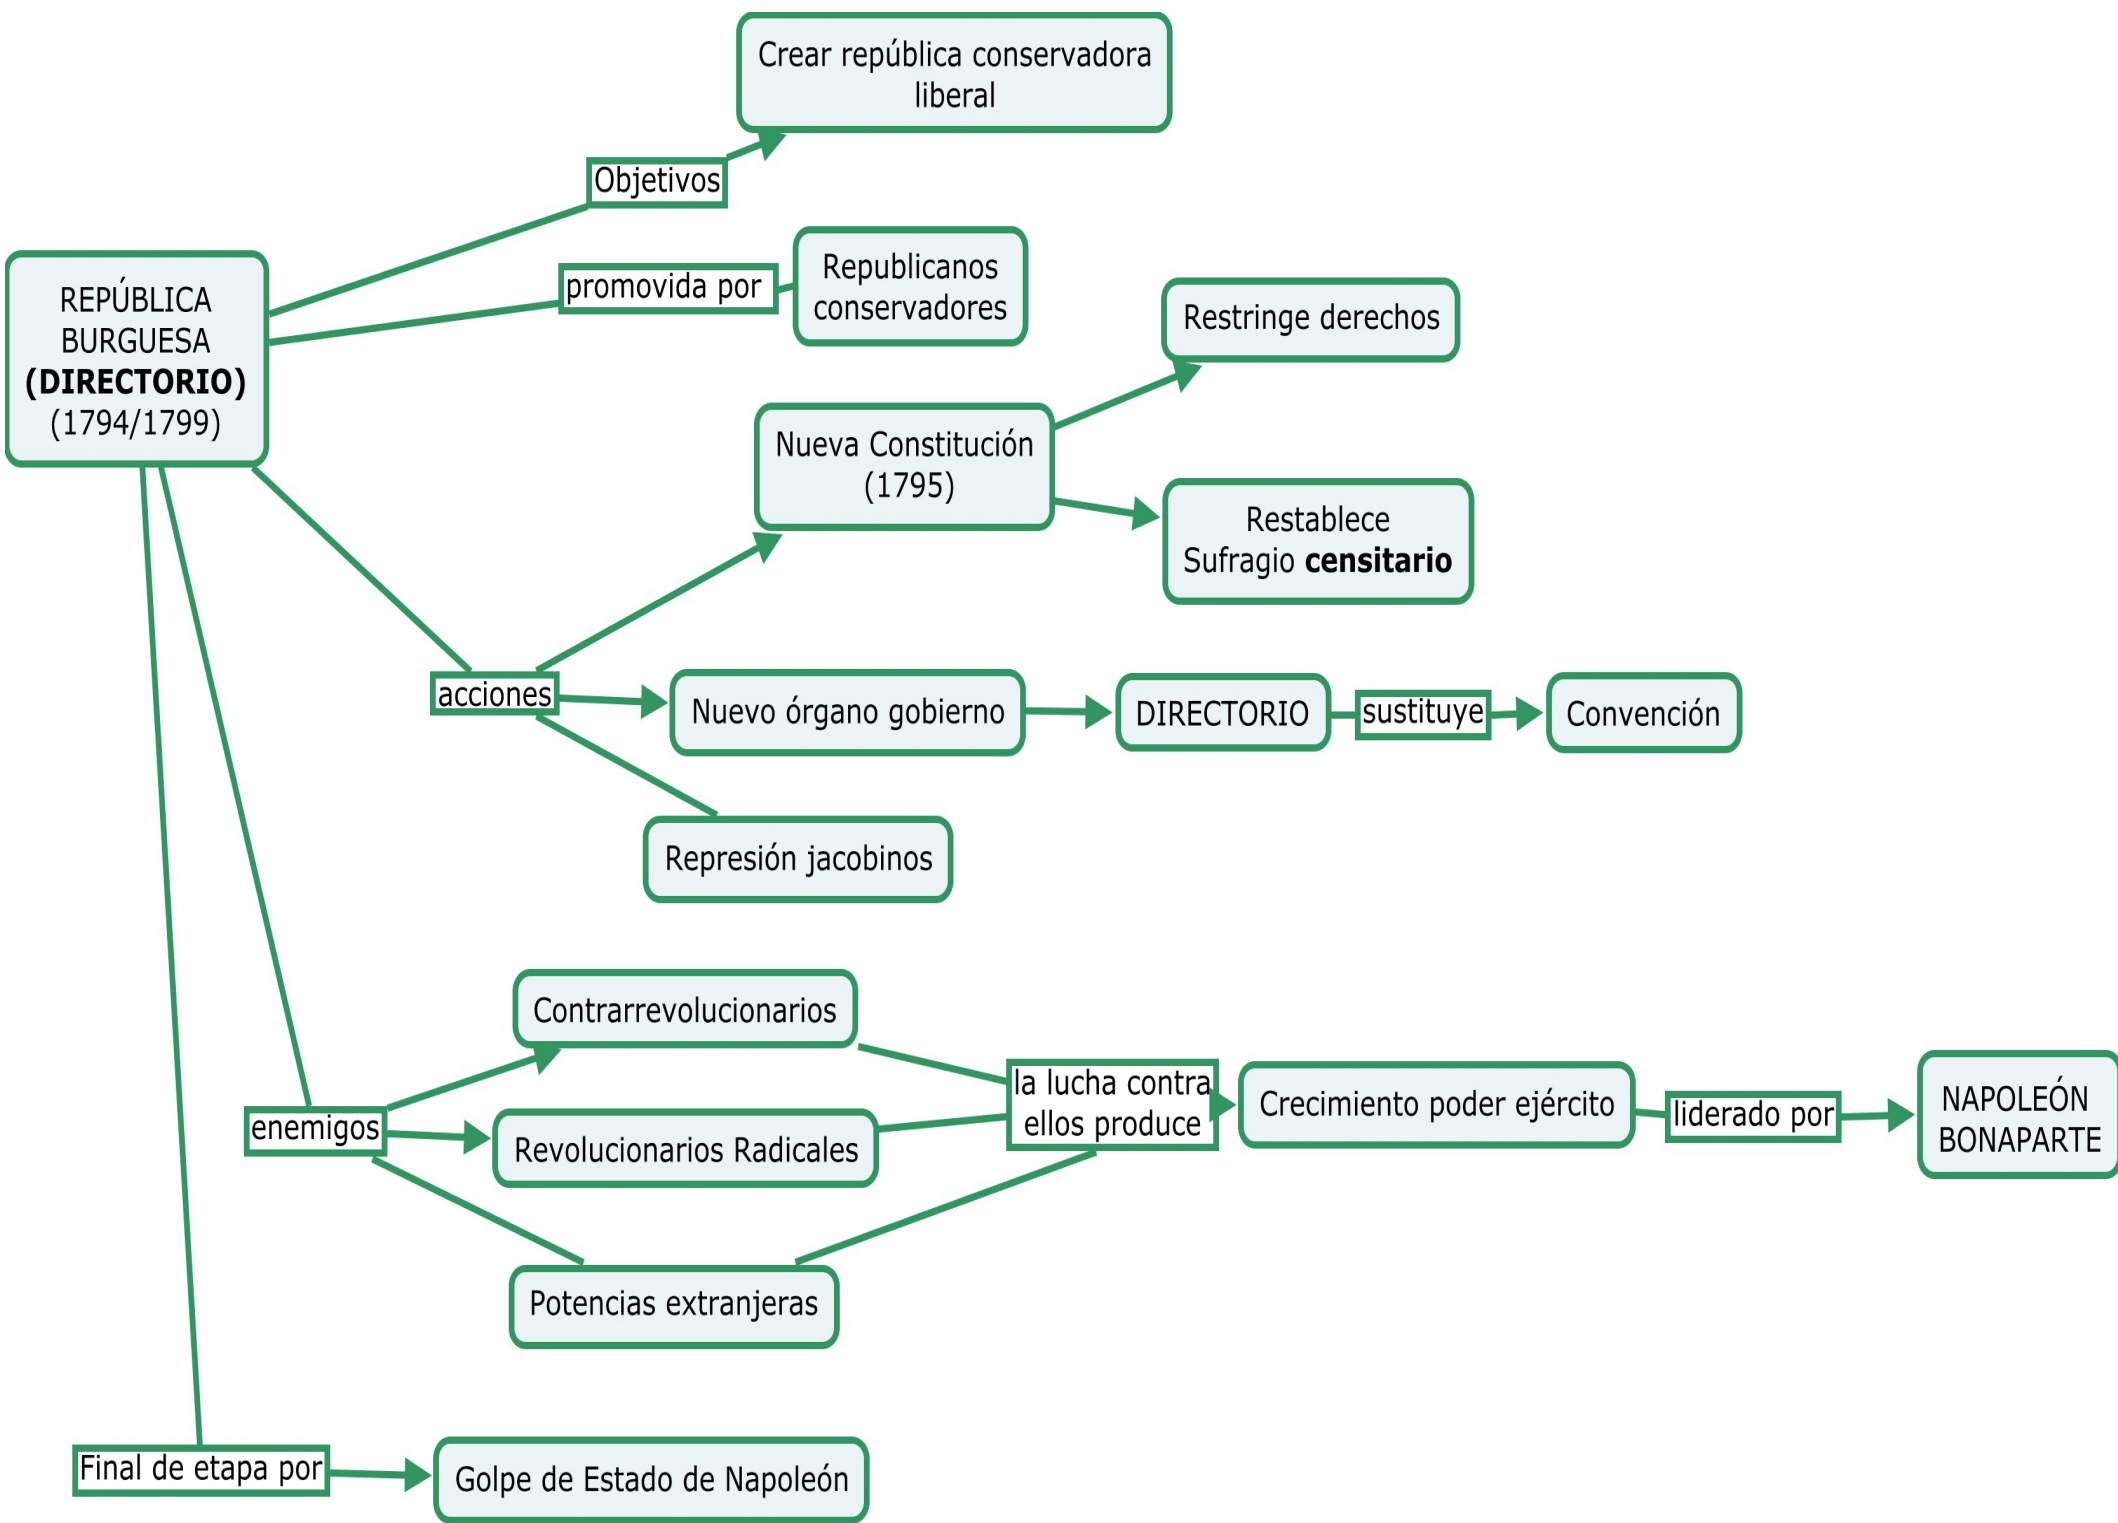 Crear república conservadora
liberal
Objetivos
REPÚBLICA
BURGUESA
(DIRECTORIO)
(1794/1799)
promovida por
Republicanos
conservadores
Restringe derechos
Nueva Constitución
(1795)
Restablece
Sufragio censitario
acciones
Nuevo órgano gobierno
DIRECTORIO
sustituye
Convención
Represión jacobinos
Contrarrevolucionarios
enemigos
Revolucionarios Radicales
la lucha contra
ellos produce
Crecimiento poder ejército
liderado por
NAPOLEÓN
BONAPARTE
Potencias extranjeras
Final de etapa por
Golpe de Estado de Napoleón